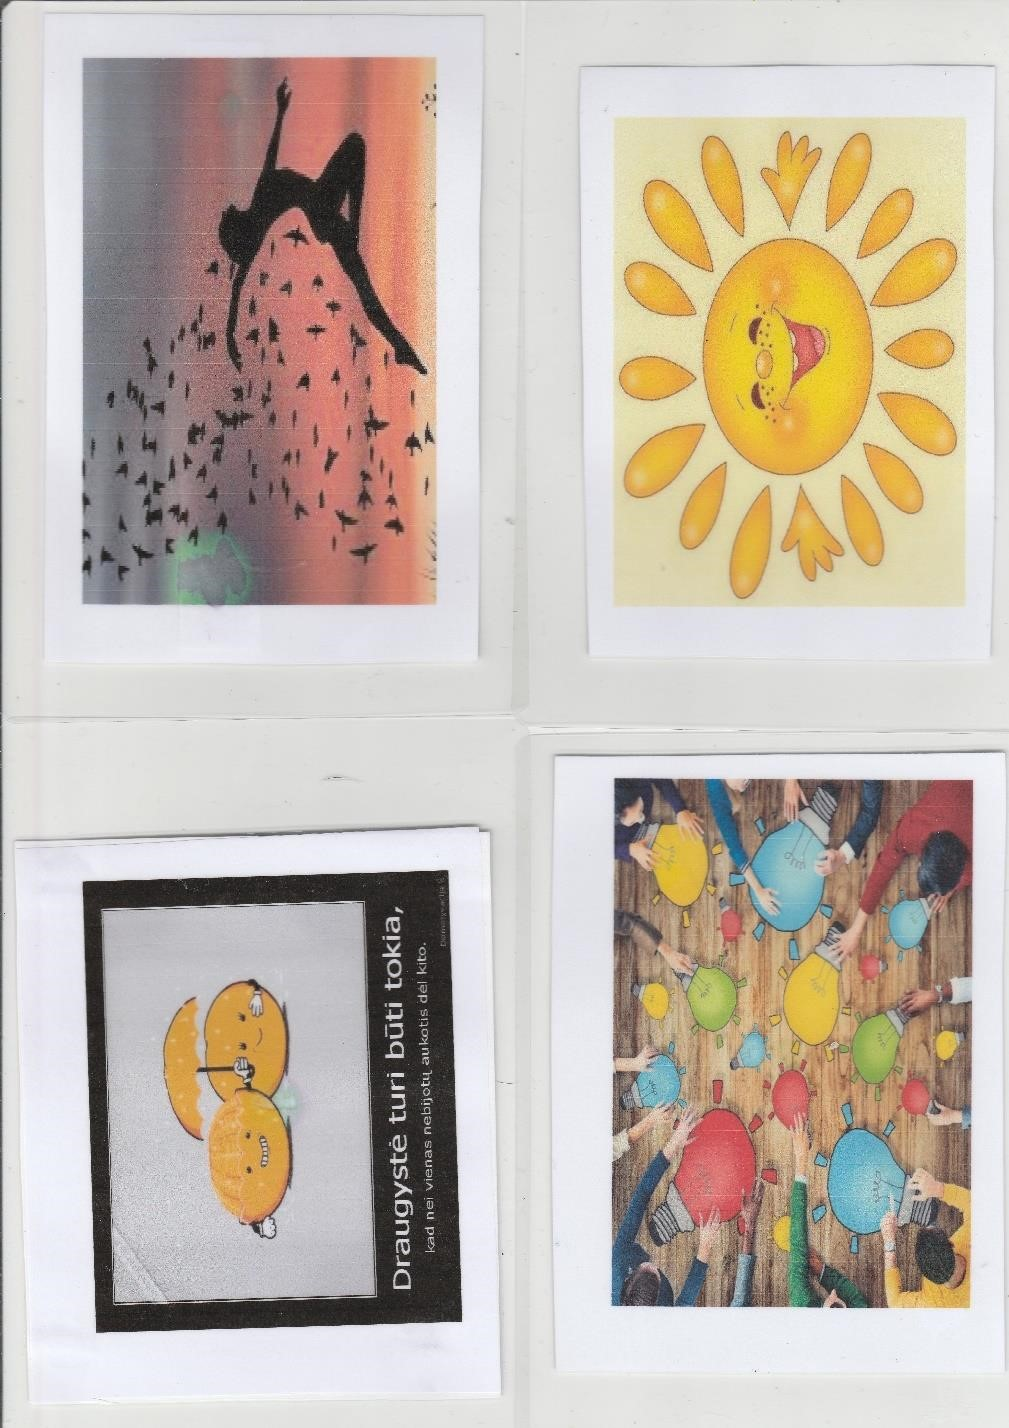 Draugystė turi būti tokia,
kad nei vienas nebijotų aukotis dėl kito.